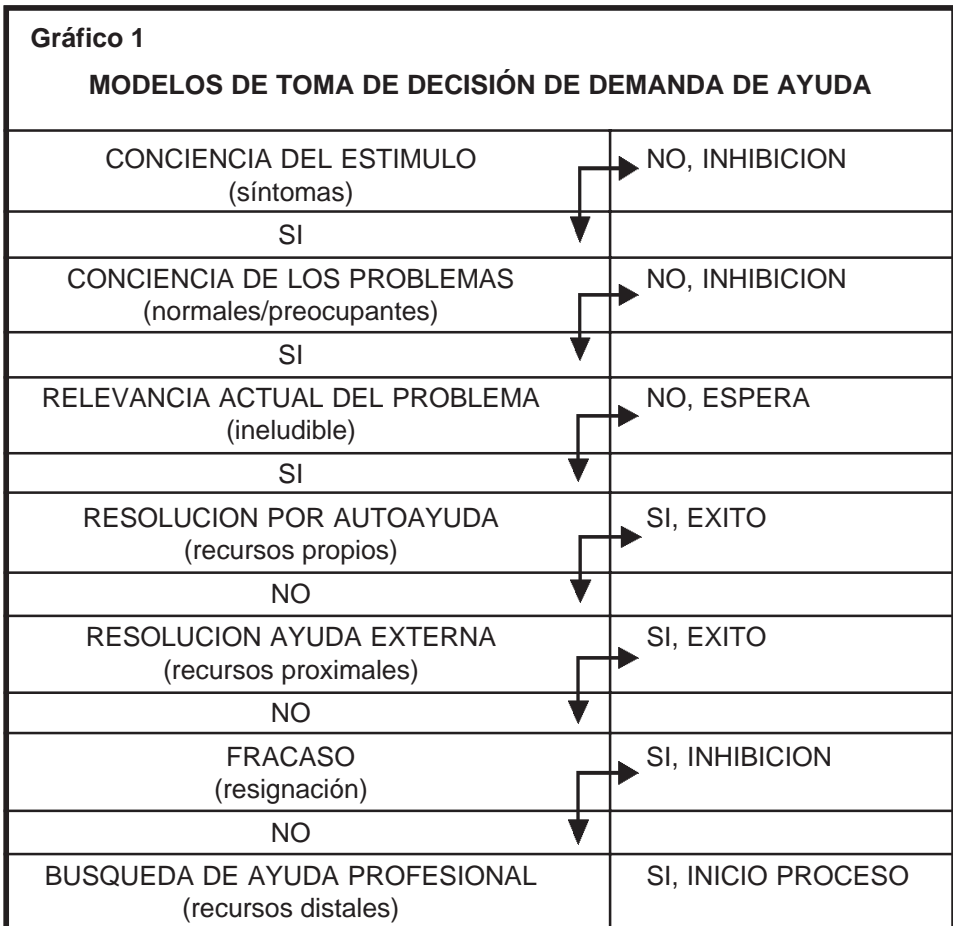 Gráfico 1
MODELOS DE TOMA DE DECISIÓN DE DEMANDA DE AYUDA
CONCIENCIA DEL ESTIMULO
(síntomas)
NO, INHIBICION
SI
CONCIENCIA DE LOS PROBLEMAS
(normales/preocupantes)
NO, INHIBICION
SI
RELEVANCIA ACTUAL DEL PROBLEMA
(ineludible)
NO, ESPERA
SI
RESOLUCION POR AUTOAYUDA
(recursos propios)
SI, EXITO
NO
RESOLUCION AYUDA EXTERNA
(recursos proximales)
SI, EXITO
NO
FRACASO
(resignación)
SI, INHIBICION
NO
BUSQUEDA DE AYUDA PROFESIONAL
(recursos distales)
SI, INICIO PROCESO